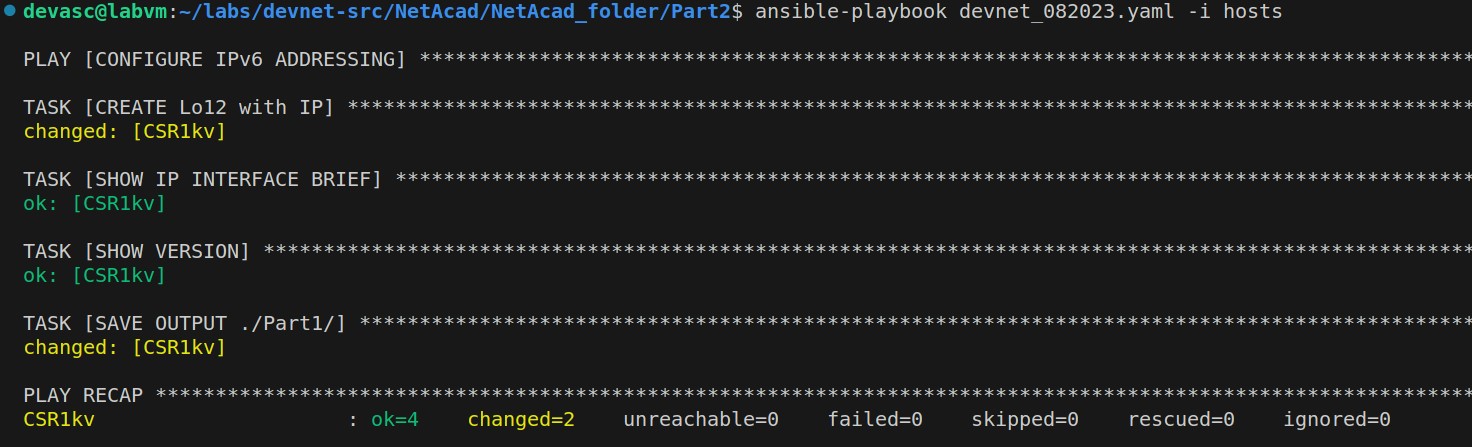 devasc@labvm:~/labs/devnet-src/NetAcad/NetAcad_folder/Part2$ ansible-playbook devnet_082023.yaml -i hosts
PLAY [CONFIGURE IPv6 ADDRESSING] ****************************************************************************************
TASK [CREATE Lo12 with IP] **********************************************************************************************
changed: [CSR1kv]
TASK [SHOW IP INTERFACE BRIEF] ******************************************************************************************
ok: [CSR1kv]
TASK [SHOW VERSION] *****************************************************************************************************
ok: [CSR1kv]
TASK [SAVE OUTPUT ./Part1/] *********************************************************************************************
changed: [CSR1kv]
PLAY RECAP **************************************************************************************************************
CSR1kv                     : ok=4    changed=2    unreachable=0    failed=0    skipped=0    rescued=0    ignored=0